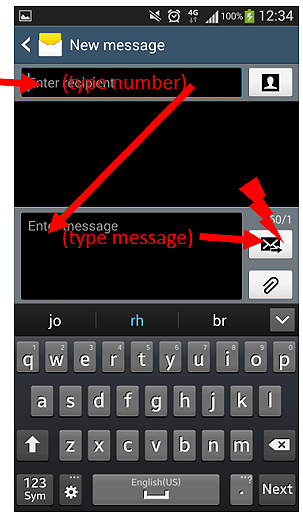 4G 100% 12:34
New message
Enter recipient (type number)
60/1
Enter message
(type message)
jo rh br
1 2 3 4 5 6 7 8 9 0
q w e r t y u i o p
a s d f g h j k l
z x c v b n m
123 Sym English(US) . Next
...?